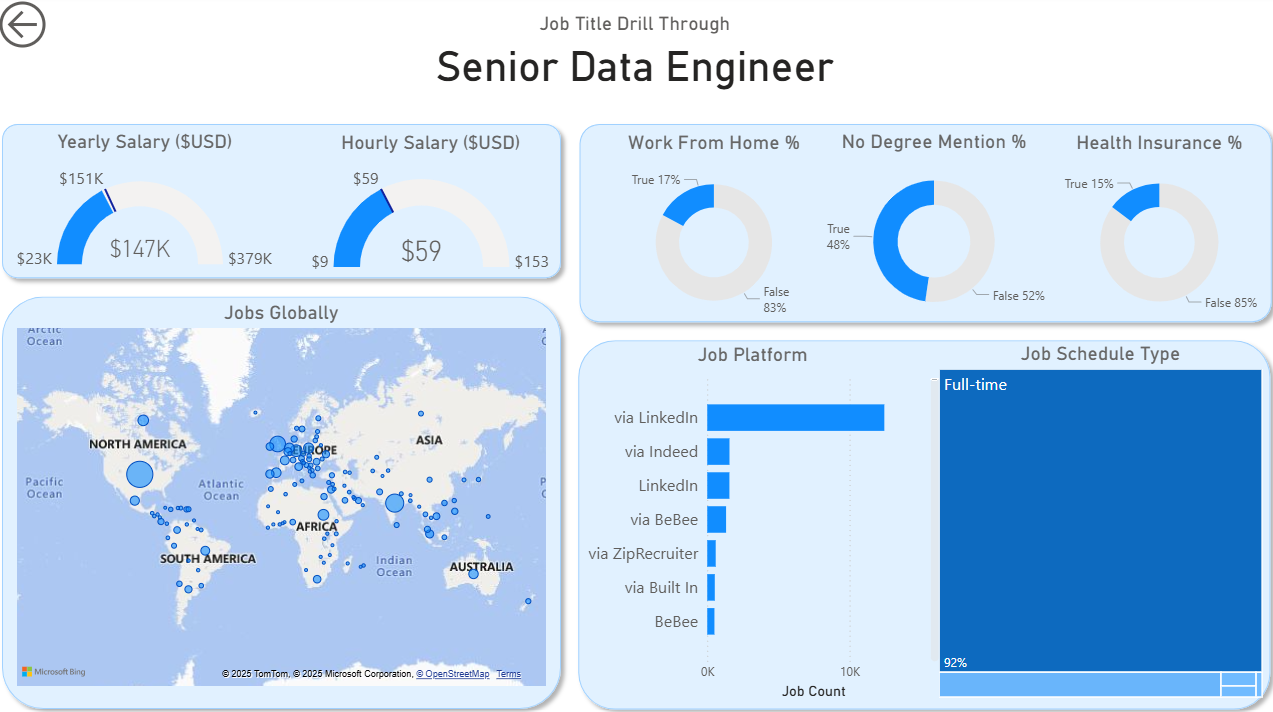 Job Title Drill Through
Senior Data Engineer
Yearly Salary ($USD)
$151K
$147K
$23K
$379K
Hourly Salary ($USD)
$59
$59
$9
$153
Work From Home %
True 17%
False
83%
No Degree Mention %
True
48%
False 52%
Health Insurance %
True 15%
False 85%
Jobs Globally
Arctic
Ocean
NORTH AMERICA
EUROPE
ASIA
Pacific
Ocean
Atlantic
Ocean
AFRICA
SOUTH AMERICA
Indian
Ocean
AUSTRALIA
Microsoft Bing
© 2025 TomTom, © 2025 Microsoft Corporation, © OpenStreetMap Terms
Job Platform
via LinkedIn
via Indeed
LinkedIn
via BeBee
via ZipRecruiter
via Built In
BeBee
0K
10K
Job Count
Job Schedule Type
Full-time
92%